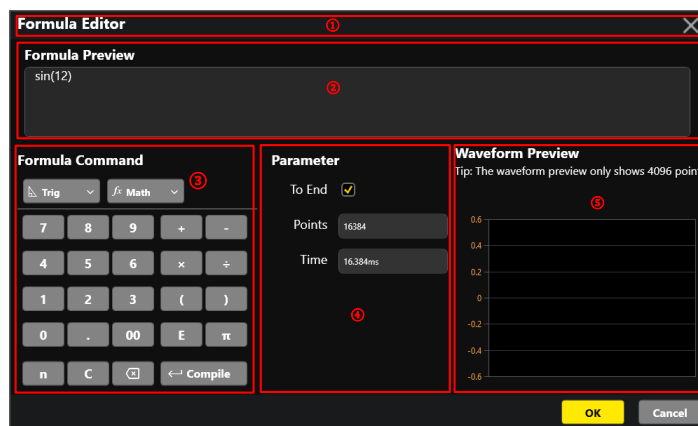 Formula Editor
①
Formula Preview
sin(12)
②
Formula Command
Trig
fx Math
③
7 8 9 + -
4 5 6 × ÷
1 2 3 ( )
0 . 00 E π
n C Compile
Parameter
To End
Points 16384
Time 16.384ms
④
Waveform Preview
Tip: The waveform preview only shows 4096 poin
⑤
0.6
0.4
0.2
0
-0.2
-0.4
-0.6
OK Cancel